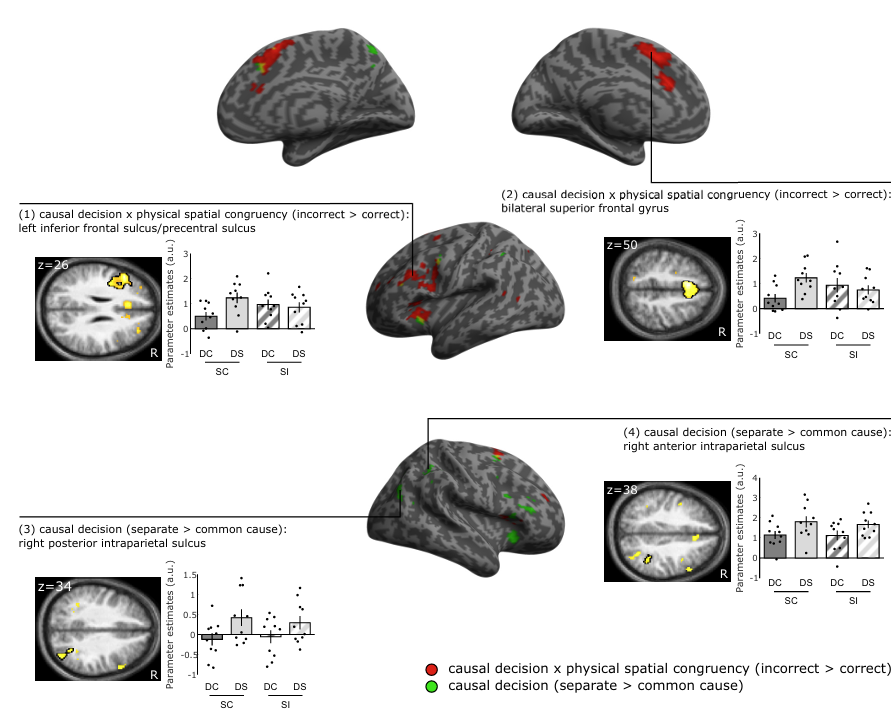 (2) causal decision x physical spatial congruency (incorrect > correct):
bilateral superior frontal gyrus
(1) causal decision x physical spatial congruency (incorrect > correct):
left inferior frontal sulcus/precentral sulcus
z=26
R
Parameter estimates (a.u.)
3
2
1
0
-1
DC DS DC DS
SC SI
z=50
R
Parameter estimates (a.u.)
3
2
1
0
-1
DC DS DC DS
SC SI
(4) causal decision (separate > common cause):
right anterior intraparietal sulcus
z=38
R
Parameter estimates (a.u.)
4
3
2
1
0
-1
DC DS DC DS
SC SI
(3) causal decision (separate > common cause):
right posterior intraparietal sulcus
z=34
R
Parameter estimates (a.u.)
1.5
1
0.5
0
-0.5
-1
DC DS DC DS
SC SI
causal decision x physical spatial congruency (incorrect > correct)
causal decision (separate > common cause)